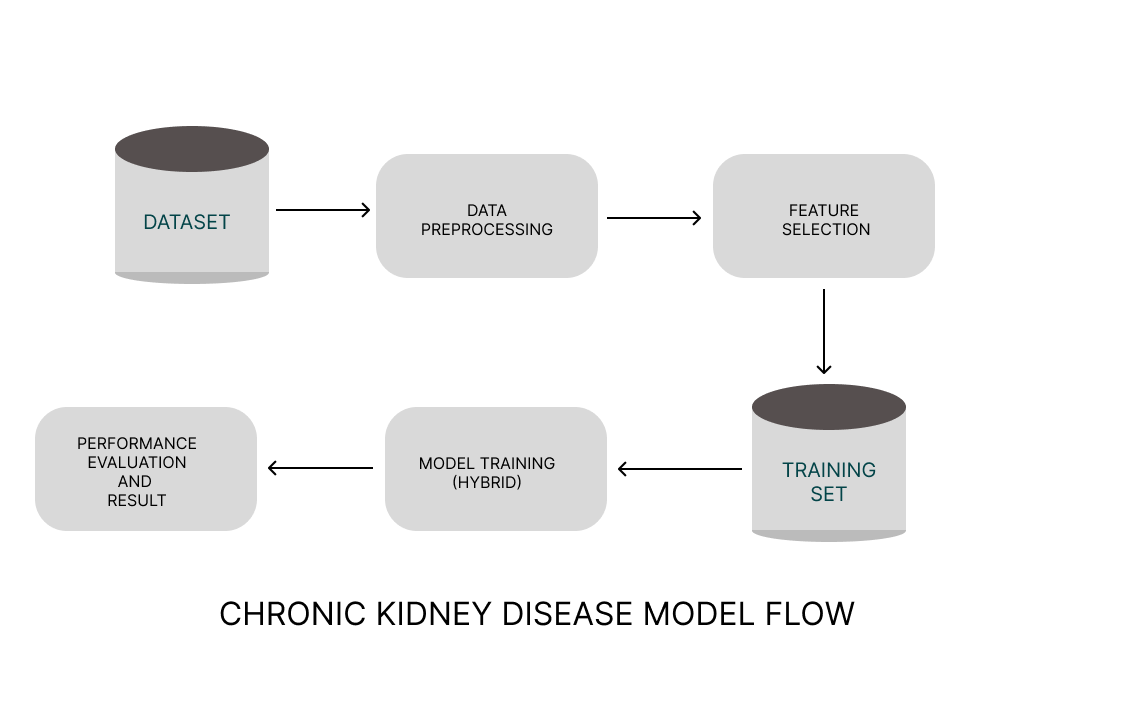 DATASET
DATA
PREPROCESSING
FEATURE
SELECTION
TRAINING
SET
MODEL TRAINING
(HYBRID)
PERFORMANCE
EVALUATION
AND
RESULT
CHRONIC KIDNEY DISEASE MODEL FLOW